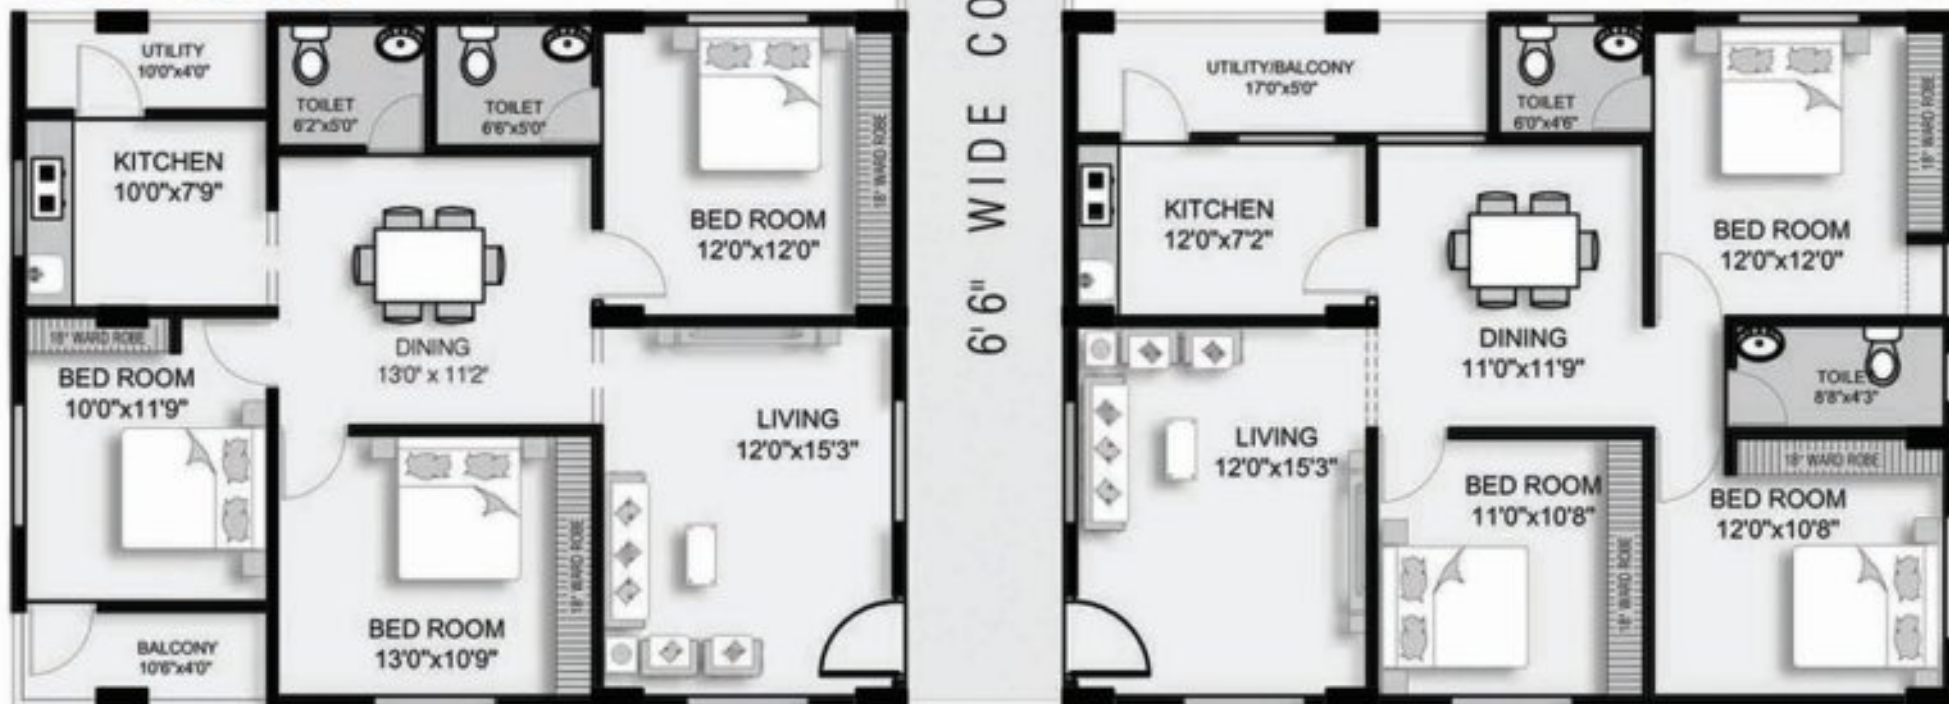 UTILITY
10'0"x4'0"
TOILET
6'2"x5'0"
TOILET
6'6"x5'0"
KITCHEN
10'0"x7'9"
BED ROOM
12'0"x12'0"
18" WARD ROBE
18" WARD ROBE
BED ROOM
10'0"x11'9"
DINING
13'0" x 11'2"
LIVING
12'0"x15'3"
18" WARD ROBE
BED ROOM
13'0"x10'9"
BALCONY
10'6"x4'0"
6'6" WIDE CO
UTILITY/BALCONY
17'0"x5'0"
TOILET
6'0"x4'6"
18" WARD ROBE
KITCHEN
12'0"x7'2"
BED ROOM
12'0"x12'0"
DINING
11'0"x11'9"
TOILET
8'8"x4'3"
LIVING
12'0"x15'3"
18" WARD ROBE
BED ROOM
11'0"x10'8"
18" WARD ROBE
BED ROOM
12'0"x10'8"